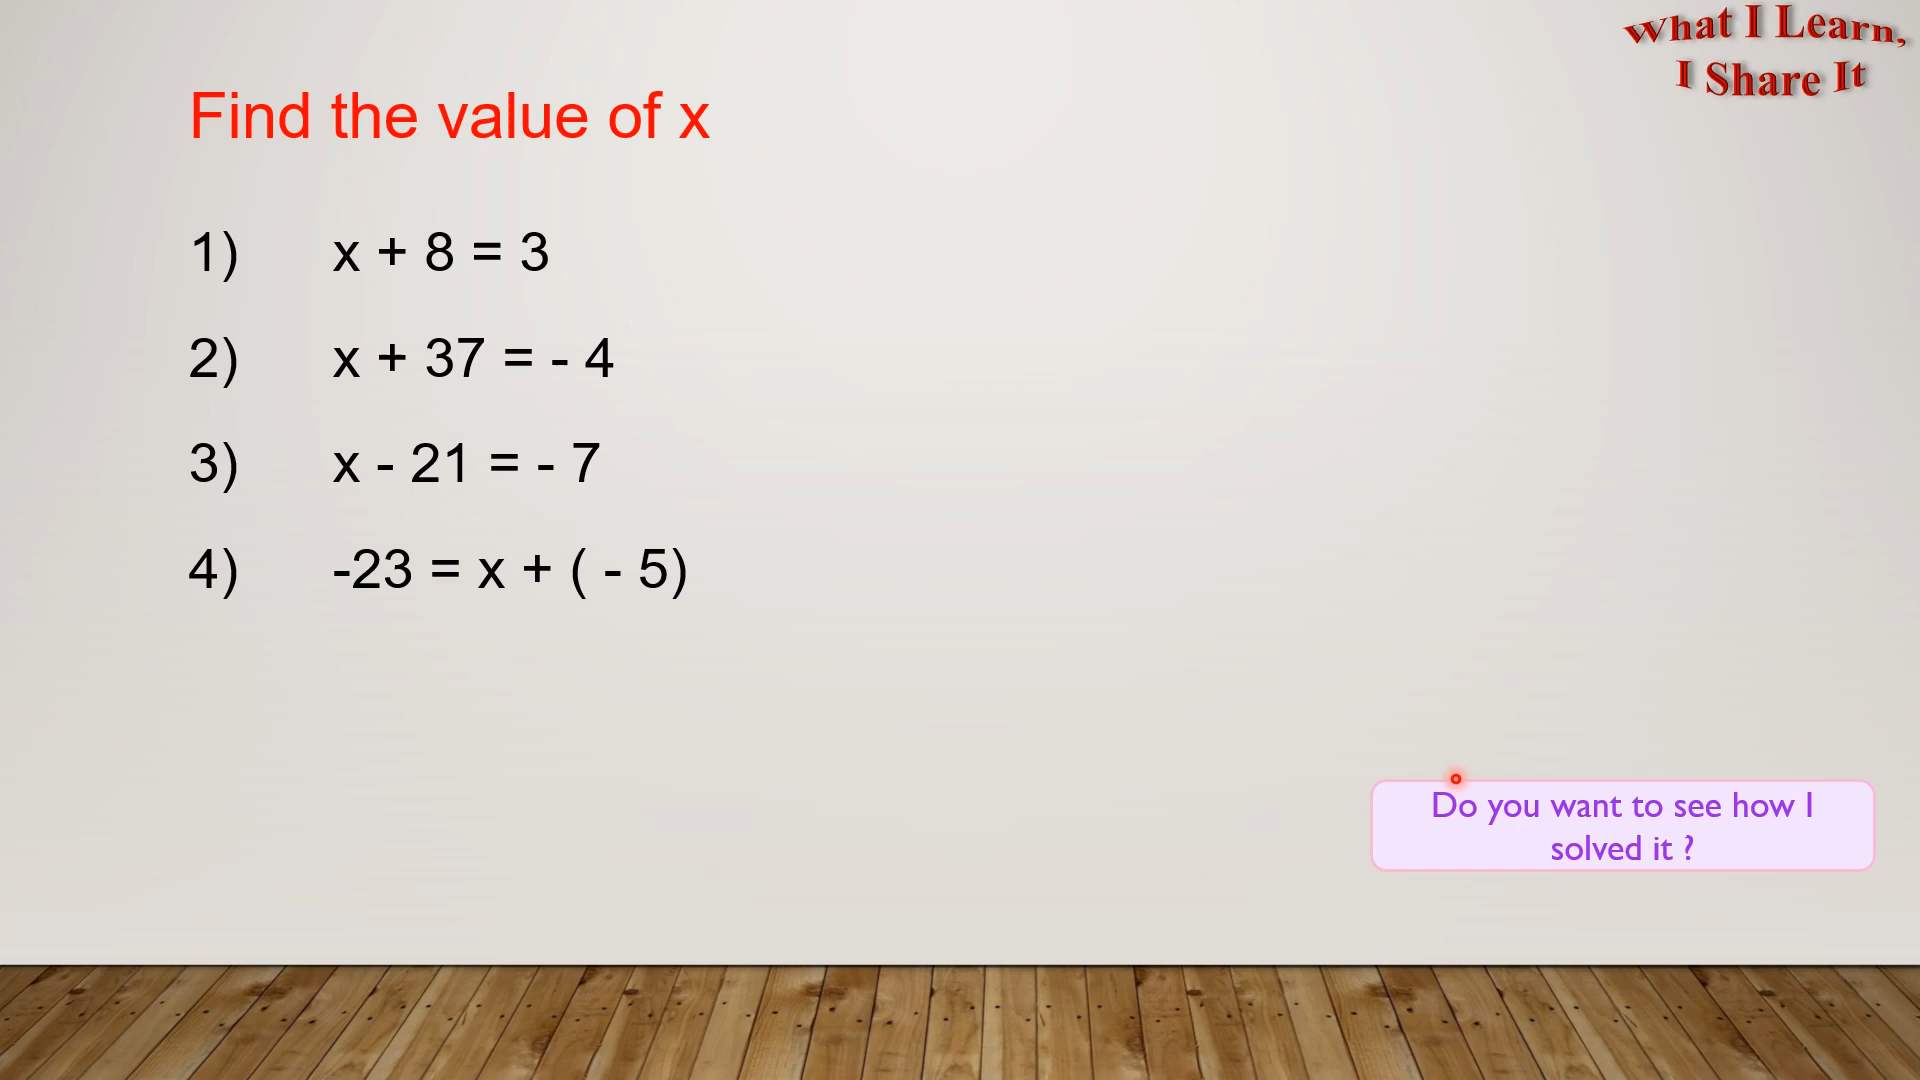 What I Learn,
I Share It
Find the value of x
1) x + 8 = 3
2) x + 37 = - 4
3) x - 21 = - 7
4) -23 = x + ( - 5)
Do you want to see how I
solved it ?